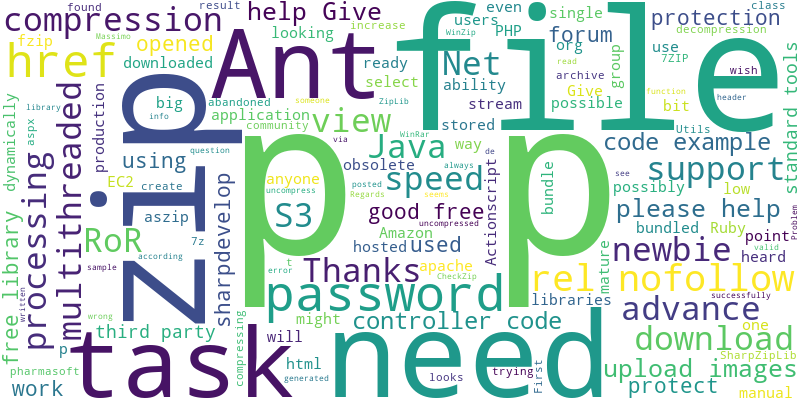 result found Massimo help Give PHP even single class
compression fzip looking users WinZip forum protection decompression
href opened ready Ant file increase
downloaded select Net org use 7ZIP
big abandoned archive read group wish
library application ability stream Give possible bit function header
production info community ZipLib stored someone
dynamically multithreaded zip view Java WinRar way Utils
free library aspx using question via code example standard tools
processing EC2 create obsolete always de
anyone uncompress speed bundle support
aszip sharpdevelop S3 posted Regards seems possibly see low
RoR 7z good free Actionscript please help
written sample according t error Amazon uncompressed bundled Ruby Problem valid
hosted used newbie point heard
Thanks apache CheckZip mature
password rel nofollow
p p
task need
wrong third party might libraries successfully advance
p will controller code First download one
pharmasoft html trying SharpZipLib
work compressing generated looks written upload images
protect manual